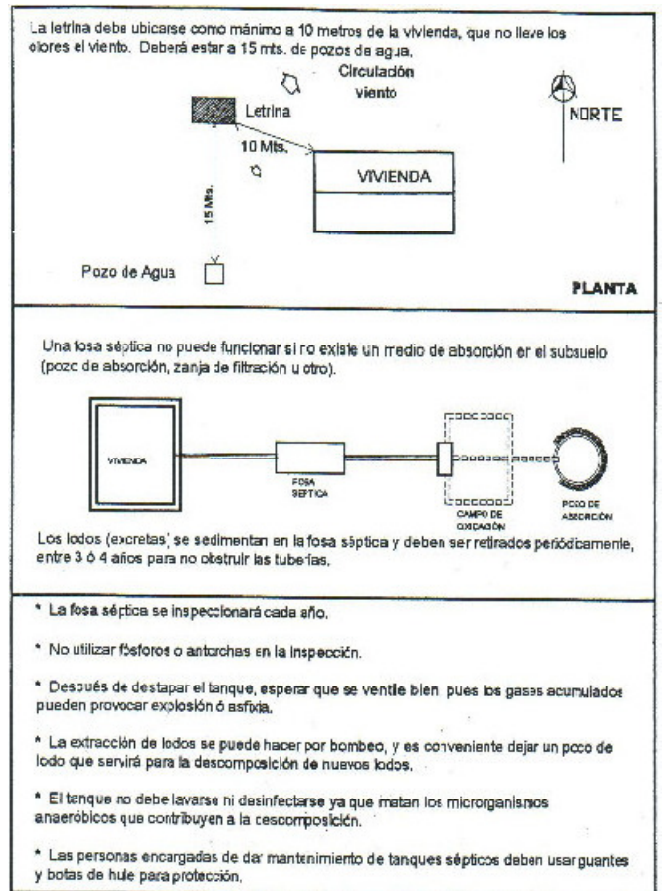 La letrina debe ubicarse como mánimo a 10 metros de la vivienda, que no lleve los
olores el viento. Deberá estar a 15 mts. de pozos de agua.
Circulación
viento
Letrina
NORTE
10 Mts.
VIVIENDA
15 Mts.
Pozo de Agua
PLANTA
Una fosa séptica no puede funcionar si no existe un medio de absorción en el subsuelo
(pozo de absorción, zanja de filtración u otro).
VIVIENDA
FOSA
SEPTICA
CAMPO DE
OXIDACIÓN
POZO DE
ABSORCIÓN
Los lodos (excretas) se sedimentan en la fosa séptica y deben ser retirados periódicamente,
entre 3 ó 4 años para no obstruir las tuberías.
* La fosa séptica se inspeccionará cada año.
* No utilizar fósforos o antorchas en la inspección.
* Después de destapar el tanque, esperar que se ventile bien pues los gases acumulados
pueden provocar explosión ó asfixia.
* La extracción de lodos se puede hacer por bombeo, y es conveniente dejar un poco de
lodo que servirá para la descomposición de nuevos lodos.
* El tanque no debe lavarse ni desinfectarse ya que matan los microrganismos
anaeróbicos que contribuyen a la descomposición.
* Las personas encargadas de dar mantenimiento de tanques sépticos deben usar guantes
y botas de hule para protección.